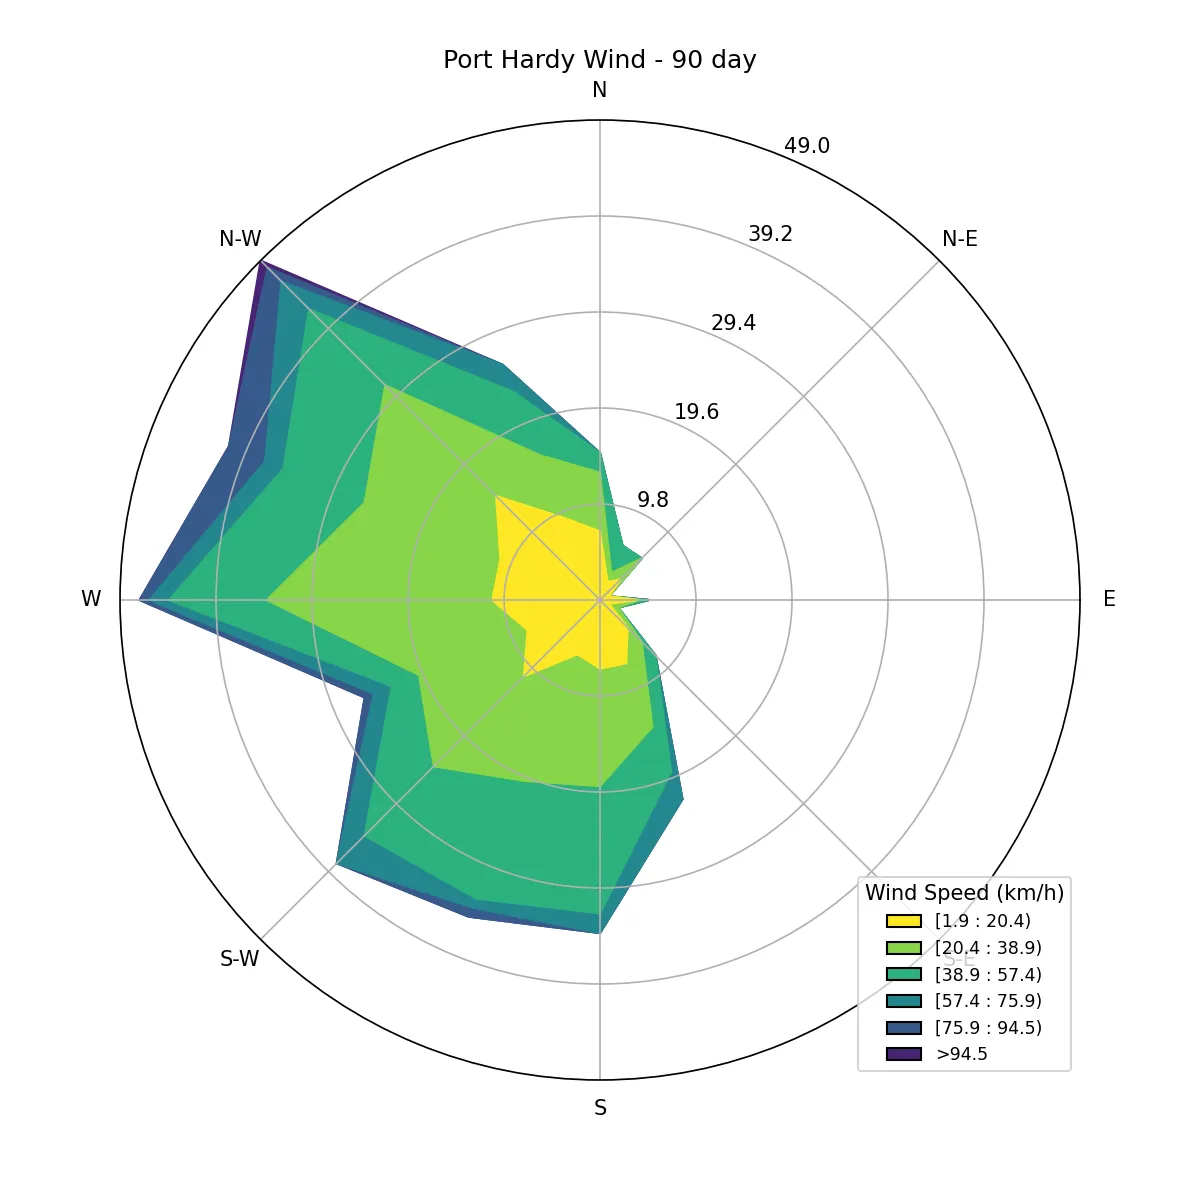 Port Hardy Wind - 90 day
N
49.0
39.2
N-W
N-E
29.4
19.6
9.8
W
E
S-W
S-E
Wind Speed (km/h)
[1.9 : 20.4)
[20.4 : 38.9)
[38.9 : 57.4)
[57.4 : 75.9)
[75.9 : 94.5)
>94.5
S